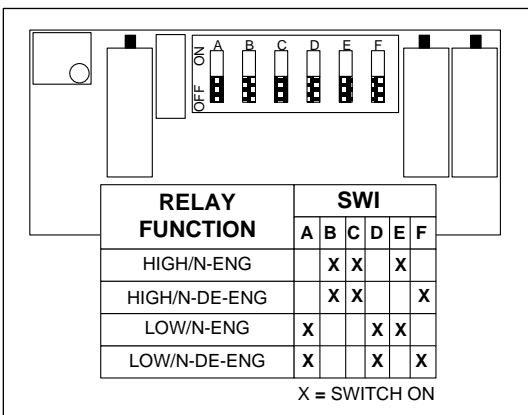 ON
OFF
A B C D E F
RELAY FUNCTION SWI
A B C D E F
HIGH/N-ENG X X X
HIGH/N-DE-ENG X X X
LOW/N-ENG X X X
LOW/N-DE-ENG X X X
X = SWITCH ON